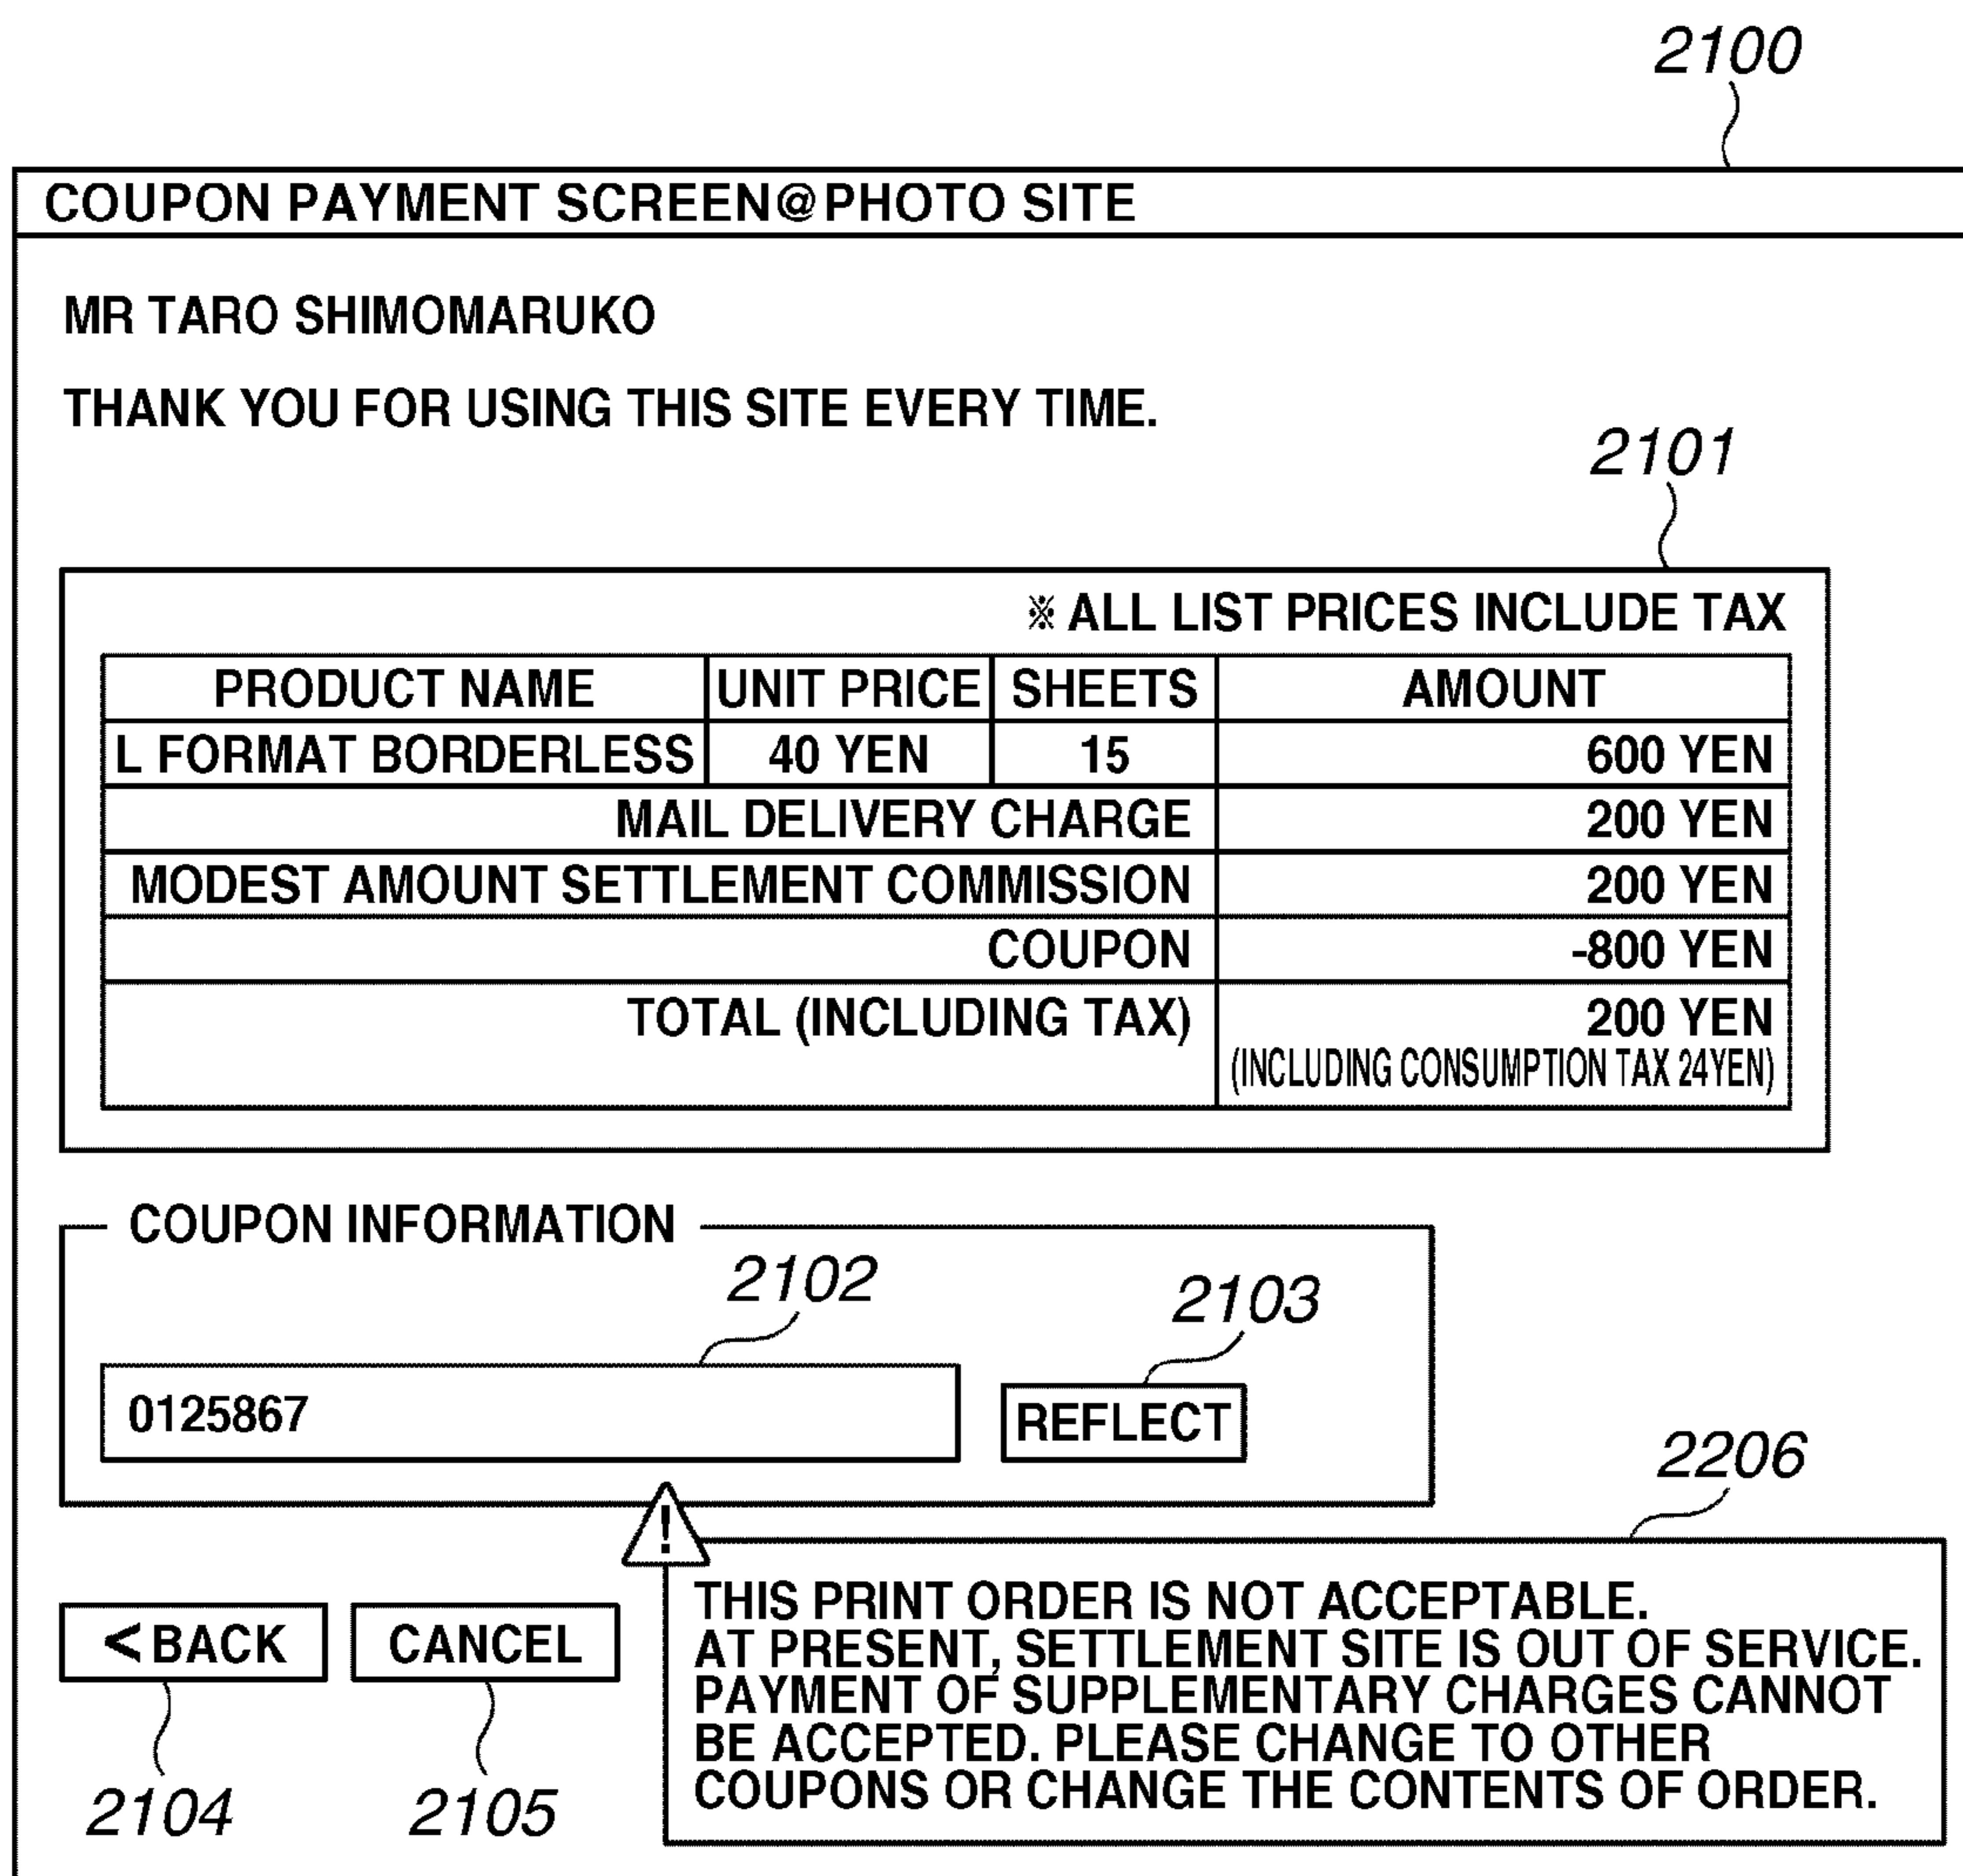 2100
COUPON PAYMENT SCREEN@PHOTO SITE
MR TARO SHIMOMARUKO
THANK YOU FOR USING THIS SITE EVERY TIME.
2101
※ ALL LIST PRICES INCLUDE TAX
PRODUCT NAME UNIT PRICE SHEETS AMOUNT
L FORMAT BORDERLESS 40 YEN 15 600 YEN
MAIL DELIVERY CHARGE 200 YEN
MODEST AMOUNT SETTLEMENT COMMISSION 200 YEN
COUPON -800 YEN
TOTAL (INCLUDING TAX) 200 YEN
(INCLUDING CONSUMPTION TAX 24YEN)
COUPON INFORMATION
2102
2103
0125867
REFLECT
2206
!
<BACK
CANCEL
THIS PRINT ORDER IS NOT ACCEPTABLE.
AT PRESENT, SETTLEMENT SITE IS OUT OF SERVICE.
PAYMENT OF SUPPLEMENTARY CHARGES CANNOT
BE ACCEPTED. PLEASE CHANGE TO OTHER
COUPONS OR CHANGE THE CONTENTS OF ORDER.
2104
2105